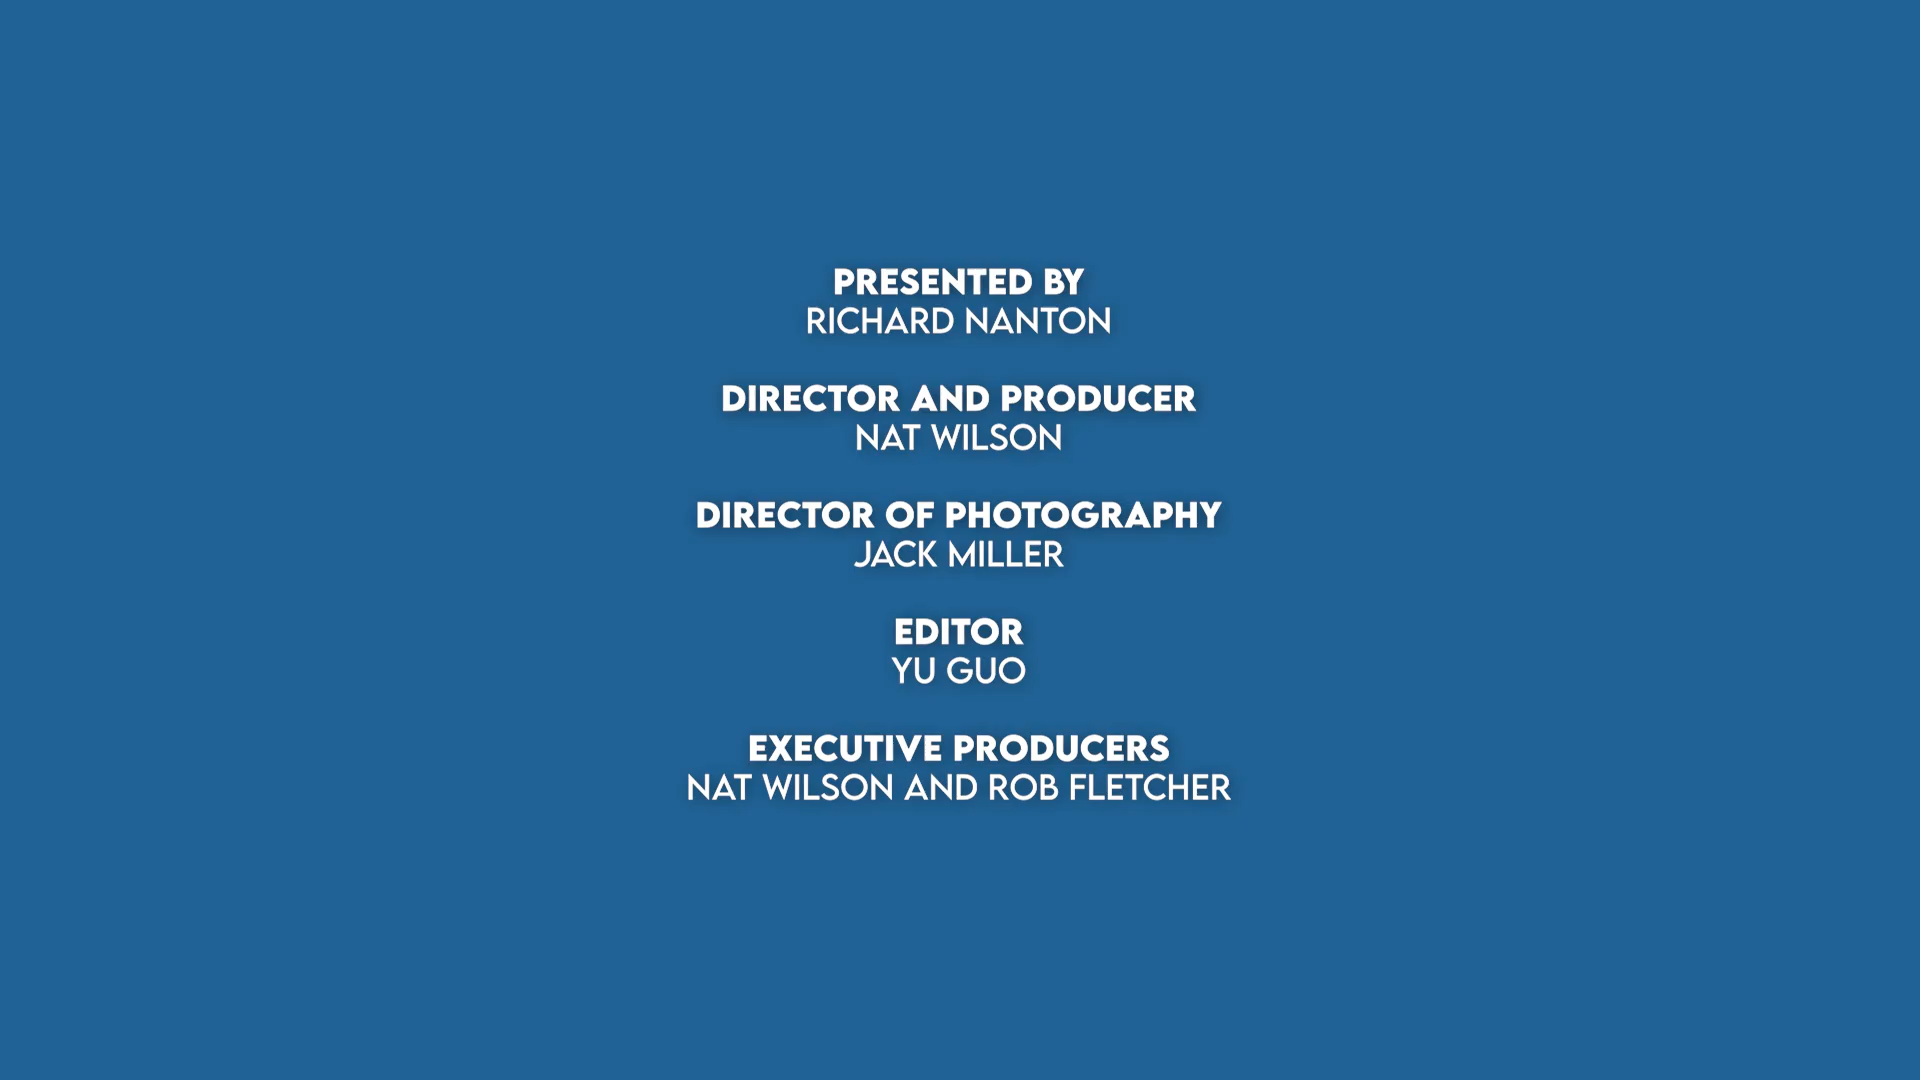 PRESENTED BY
RICHARD NANTON
DIRECTOR AND PRODUCER
NAT WILSON
DIRECTOR OF PHOTOGRAPHY
JACK MILLER
EDITOR
YU GUO
EXECUTIVE PRODUCERS
NAT WILSON AND ROB FLETCHER